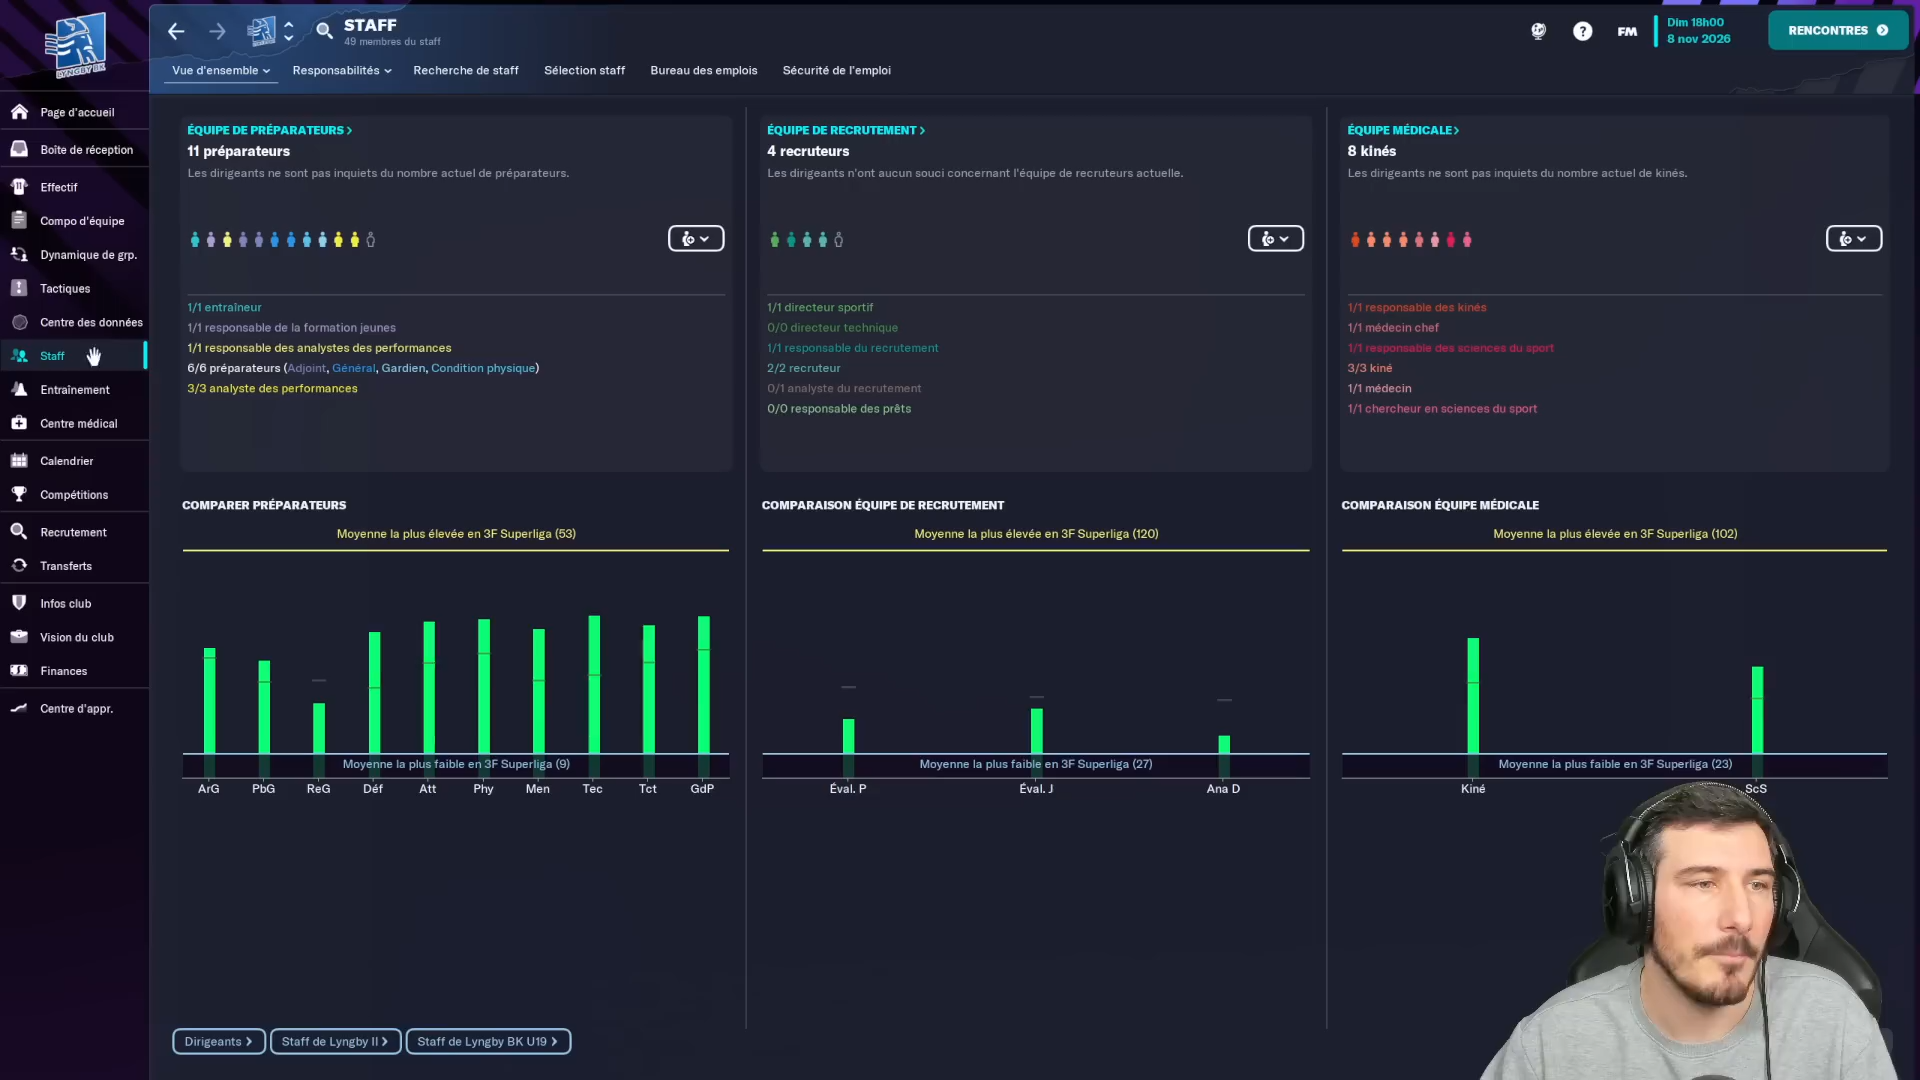 STAFF
49 membres du staff
FM
Dim 18h00
8 nov 2026
RENCONTRES
LYNGBY BK
Vue d'ensemble
Responsabilités
Recherche de staff
Sélection staff
Bureau des emplois
Sécurité de l'emploi
Page d'accueil
Boîte de réception
Effectif
Compo d'équipe
Dynamique de grp.
Tactiques
Centre des données
Staff
Entraînement
Centre médical
Calendrier
Compétitions
Recrutement
Transferts
Infos club
Vision du club
Finances
Centre d'appr.
ÉQUIPE DE PRÉPARATEURS >
11 préparateurs
Les dirigeants ne sont pas inquiets du nombre actuel de préparateurs.
1/1 entraîneur
1/1 responsable de la formation jeunes
1/1 responsable des analystes des performances
6/6 préparateurs (Adjoint, Général, Gardien, Condition physique)
3/3 analyste des performances
ÉQUIPE DE RECRUTEMENT >
4 recruteurs
Les dirigeants n'ont aucun souci concernant l'équipe de recruteurs actuelle.
1/1 directeur sportif
0/0 directeur technique
1/1 responsable du recrutement
2/2 recruteur
0/1 analyste du recrutement
0/0 responsable des prêts
ÉQUIPE MÉDICALE >
8 kinés
Les dirigeants ne sont pas inquiets du nombre actuel de kinés.
1/1 responsable des kinés
1/1 médecin chef
1/1 responsable des sciences du sport
3/3 kiné
1/1 médecin
1/1 chercheur en sciences du sport
COMPARER PRÉPARATEURS
Moyenne la plus élevée en 3F Superliga (53)
Moyenne la plus faible en 3F Superliga (9)
ArG PbG ReG Déf Att Phy Men Tec Tct GdP
COMPARAISON ÉQUIPE DE RECRUTEMENT
Moyenne la plus élevée en 3F Superliga (120)
Moyenne la plus faible en 3F Superliga (27)
Éval. P Éval. J Ana D
COMPARAISON ÉQUIPE MÉDICALE
Moyenne la plus élevée en 3F Superliga (102)
Moyenne la plus faible en 3F Superliga (23)
Kiné ScS
Dirigeants >
Staff de Lyngby II >
Staff de Lyngby BK U19 >